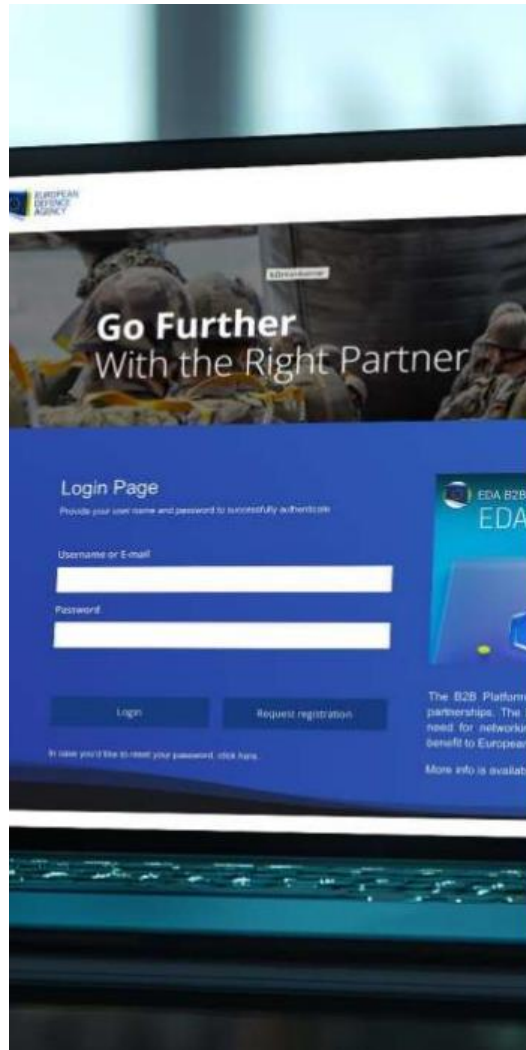 EUROPEAN
DEFENCE
AGENCY
Go Further
With the Right Partner
Login Page
Provide your user name and password to successfully authenticate
Username or E-mail
Password
Login
Request registration
In case you'd like to reset your password, click here.
EDA B2B
EDA
The B2B Platform
partnerships. The
need for networkin
benefit to European
More info is availab